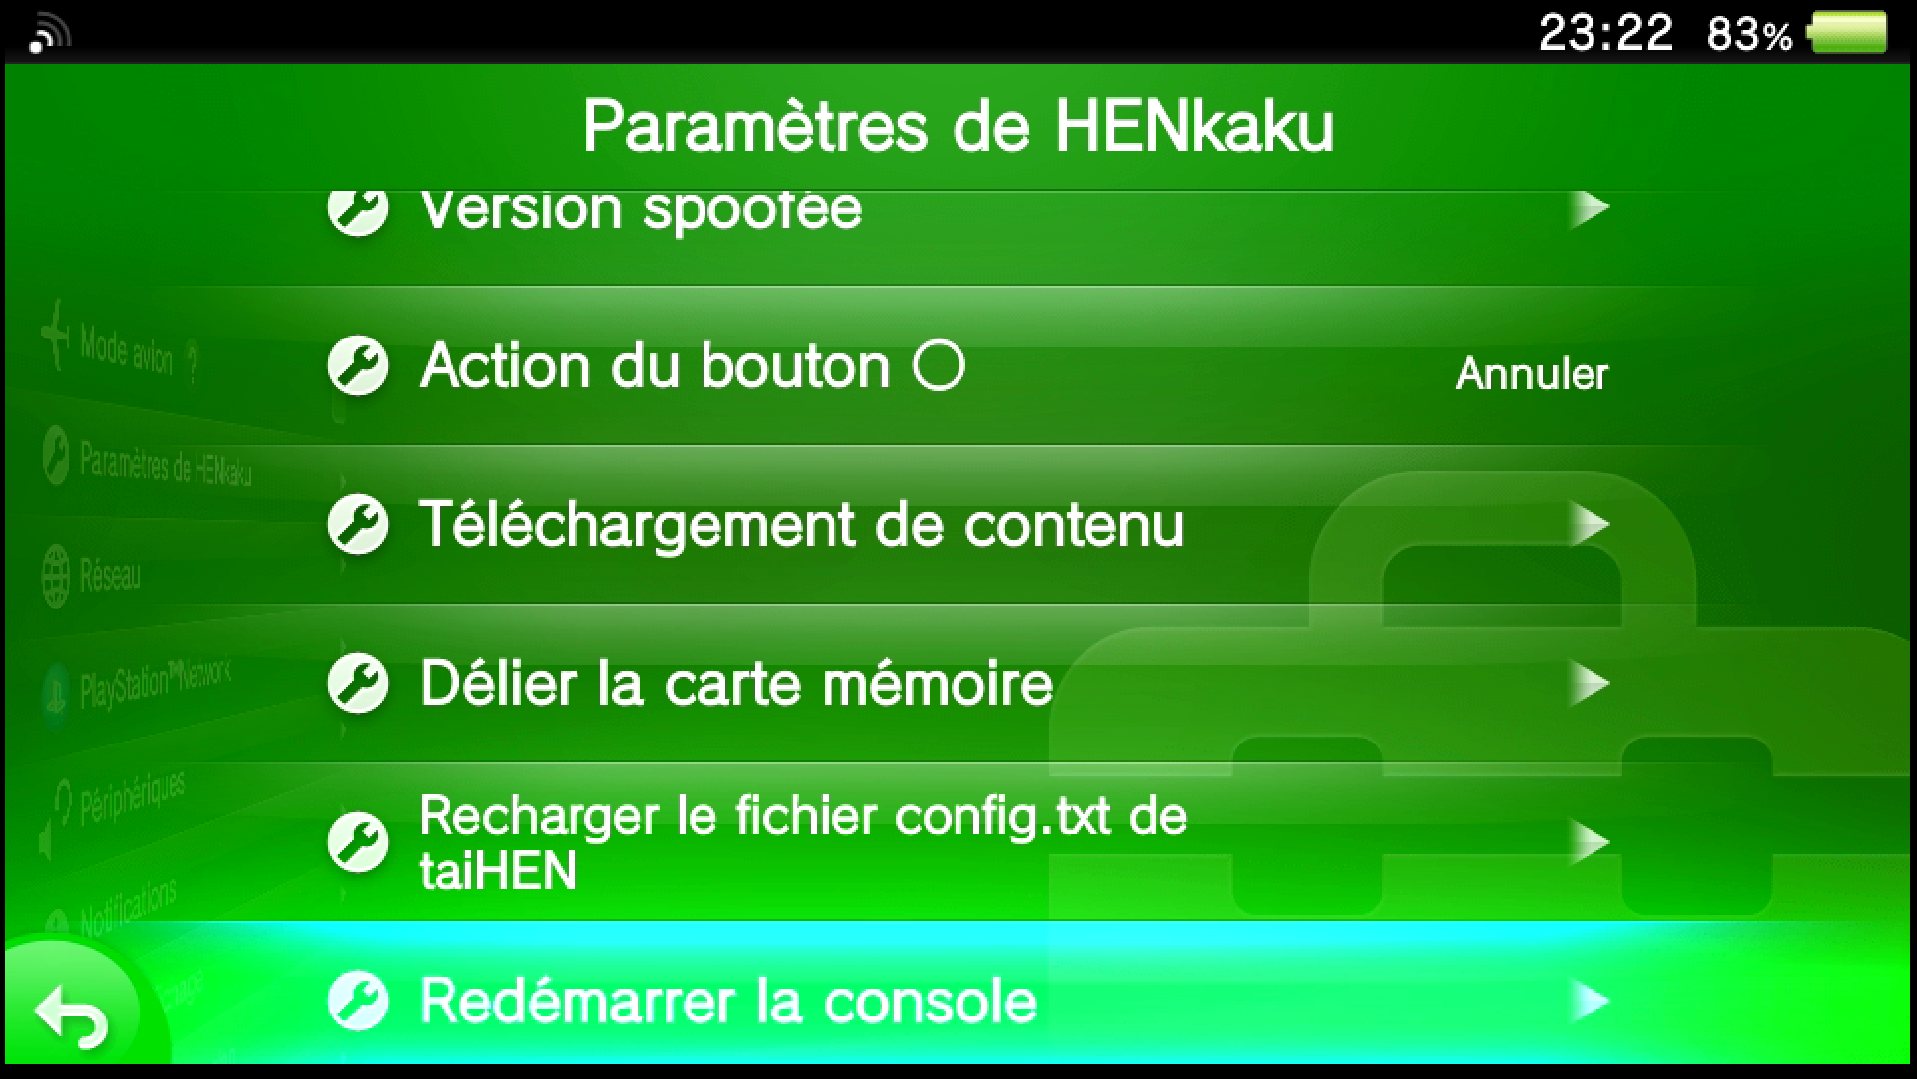 23:22 83%
Paramètres de HENkaku
Version spoofée
Action du bouton ○
Annuler
Téléchargement de contenu
Délier la carte mémoire
Recharger le fichier config.txt de
taiHEN
Redémarrer la console
Mode avion ?
Paramètres de HENkaku
Réseau
PlayStation™Network
Périphériques
Notifications